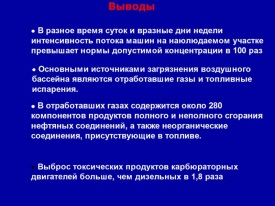 Выводы
● В разное время суток и вразные дни недели
интенсивность потока машин на наюлюдаемом участке
превышает нормы допустимой концентрации в 100 раз
● Основными источниками загрязнения воздушного
бассейна являются отработавшие газы и топливные
испарения.
● В отработавших газах содержится около 280
компонентов продуктов полного и неполного сгорания
нефтяных соединений, а также неорганические
соединения, присутствующие в топливе.
Выброс токсических продуктов карбюраторных
двигателей больше, чем дизельных в 1,8 раза